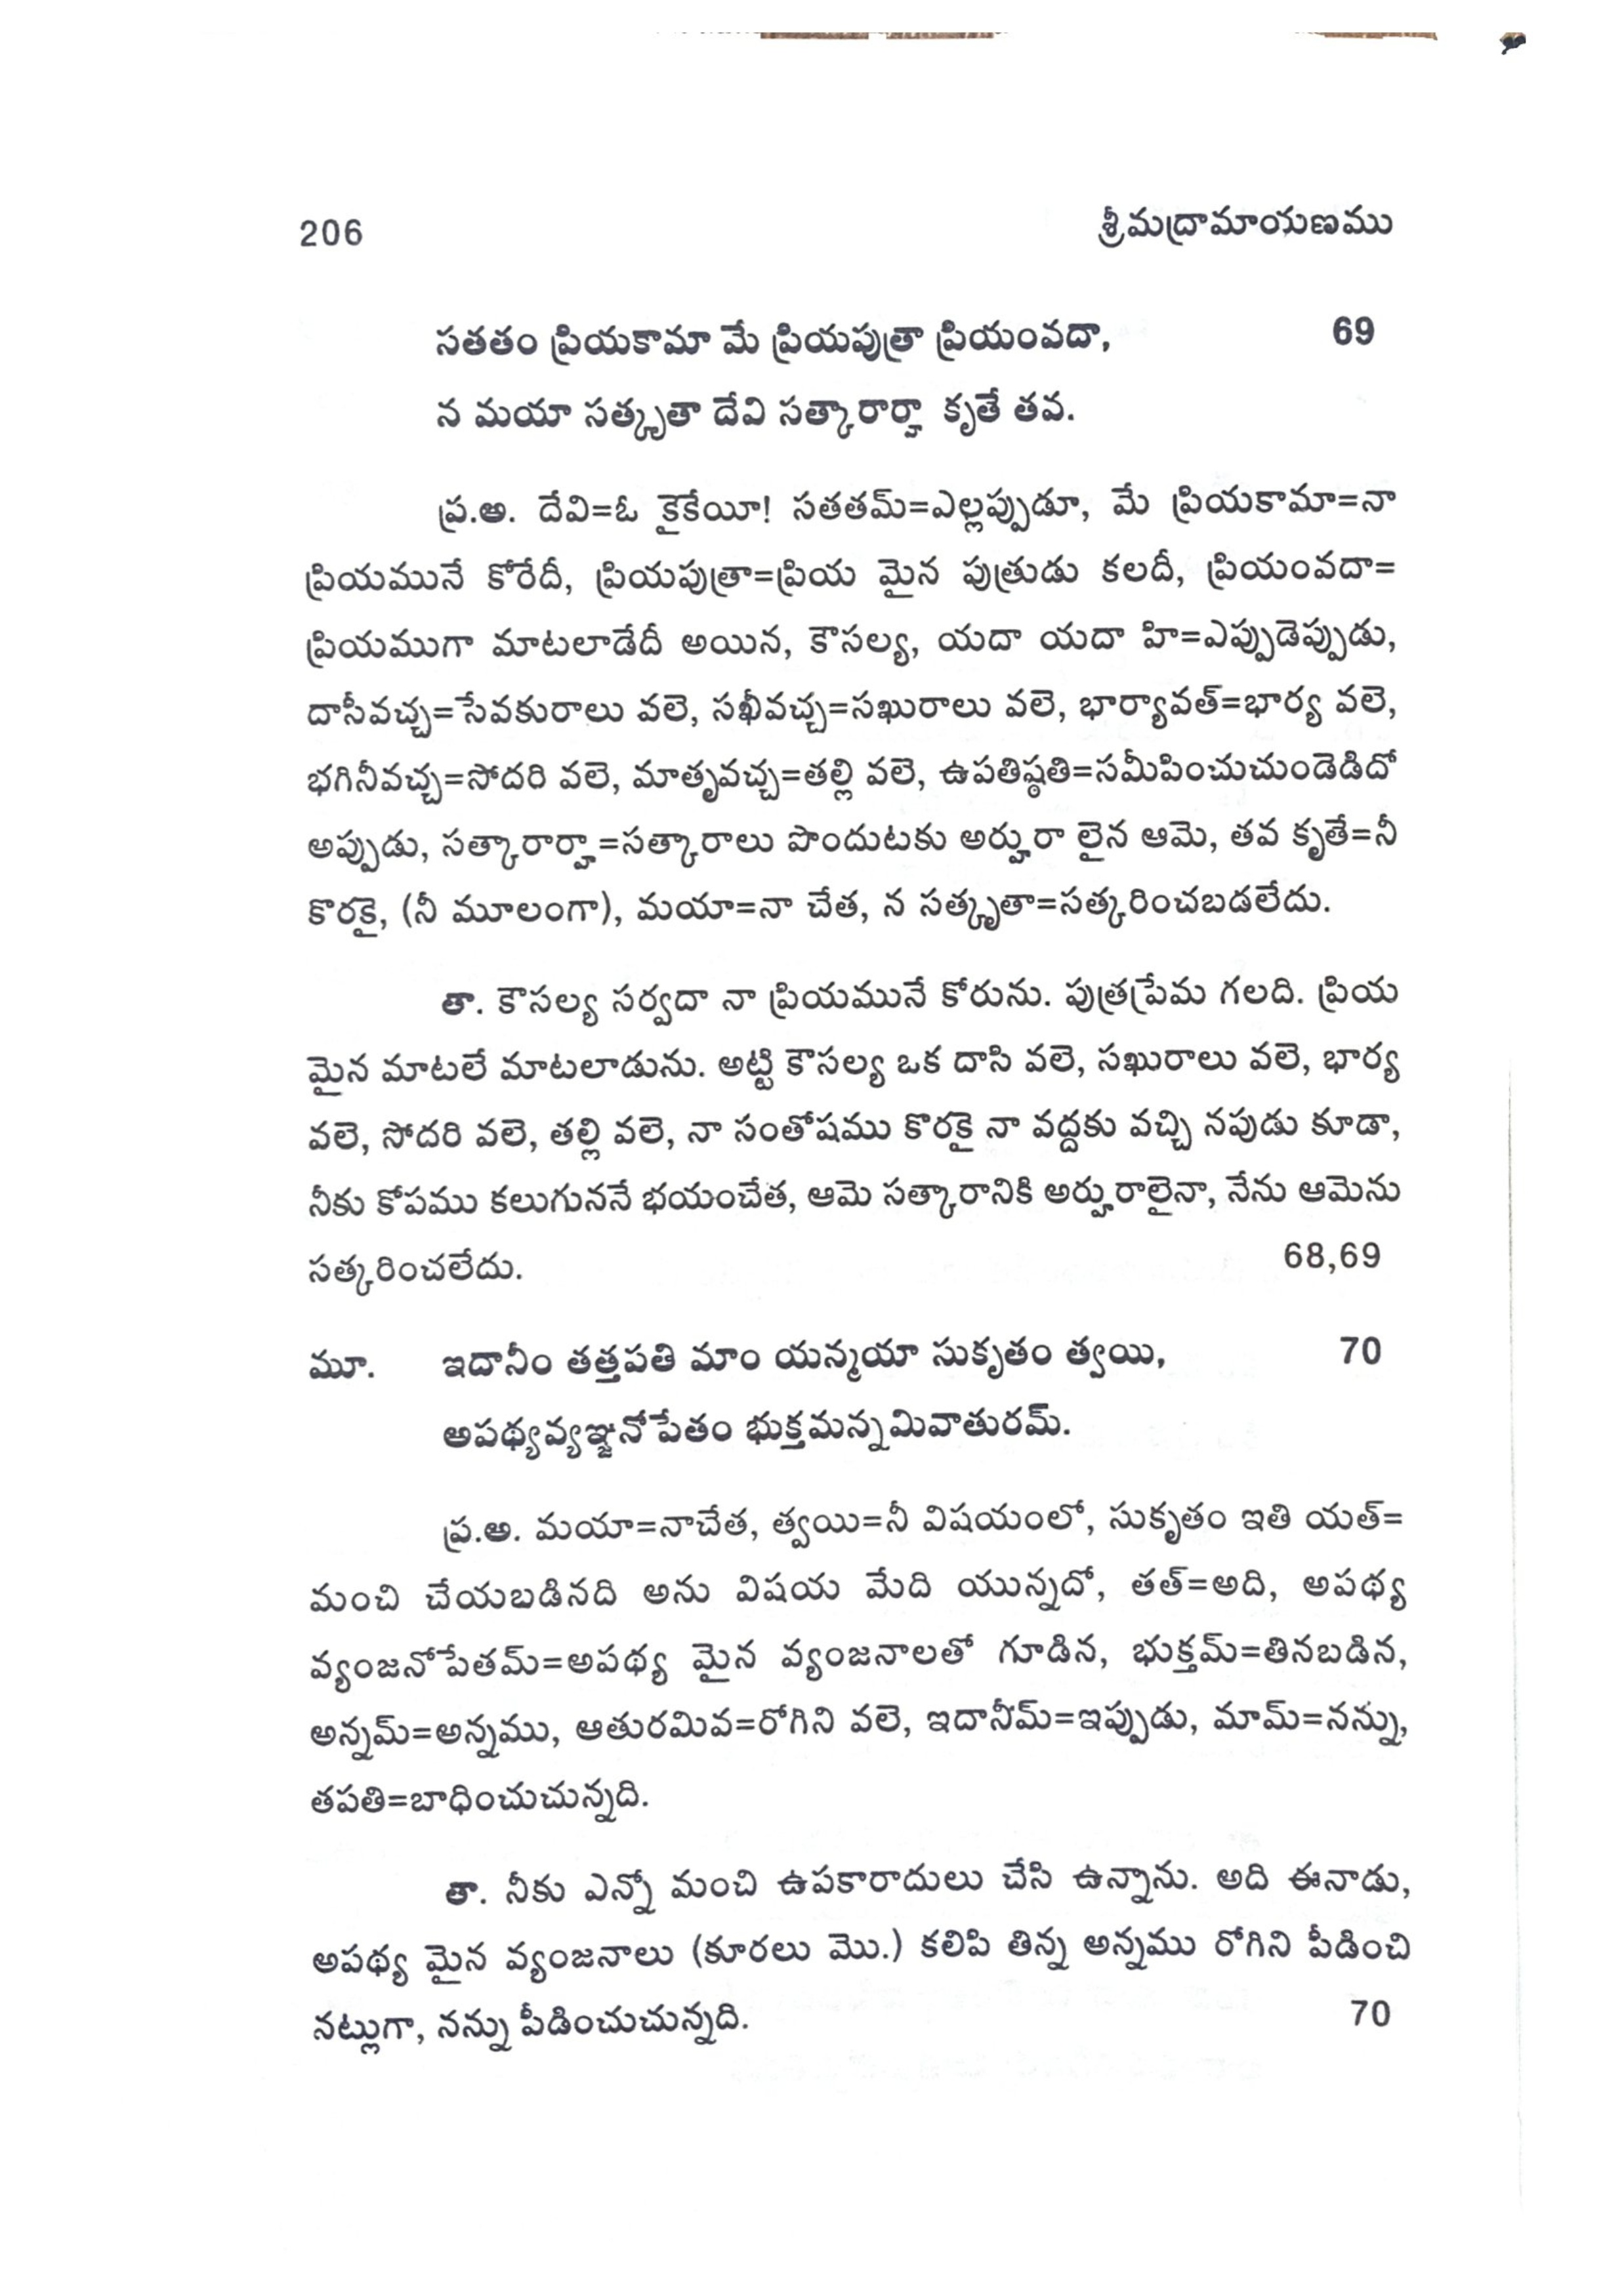 206 శ్రీమద్రామాయణము
సతతం ప్రియకామా మే ప్రియపుత్రా ప్రియంవదా, 69
న మయా సత్కృతా దేవి సత్కారార్హా కృతే తవ.
ప్ర.అ. దేవి=ఓ కైకేయీ! సతతమ్=ఎల్లప్పుడూ, మే ప్రియకామా=నా
ప్రియమునే కోరేదీ, ప్రియపుత్రా=ప్రియ మైన పుత్రుడు కలదీ, ప్రియంవదా=
ప్రియముగా మాటలాడేదీ అయిన, కౌసల్య, యదా యదా హి=ఎప్పుడెప్పుడు,
దాసీవచ్చ=సేవకురాలు వలె, సఖీవచ్చ=సఖురాలు వలె, భార్యావత్=భార్య వలె,
భగినీవచ్చ=సోదరి వలె, మాతృవచ్చ=తల్లి వలె, ఉపతిష్ఠతి=సమీపించుచుండెడిదో
అప్పుడు, సత్కారార్హా=సత్కారాలు పొందుటకు అర్హురా లైన ఆమె, తవ కృతే=నీ
కొరకై, (నీ మూలంగా), మయా=నా చేత, న సత్కృతా=సత్కరించబడలేదు.
తా. కౌసల్య సర్వదా నా ప్రియమునే కోరును. పుత్రప్రేమ గలది. ప్రియ
మైన మాటలే మాటలాడును. అట్టి కౌసల్య ఒక దాసి వలె, సఖురాలు వలె, భార్య
వలె, సోదరి వలె, తల్లి వలె, నా సంతోషము కొరకై నా వద్దకు వచ్చి నపుడు కూడా,
నీకు కోపము కలుగుననే భయంచేత, ఆమె సత్కారానికి అర్హురాలైనా, నేను ఆమెను
సత్కరించలేదు. 68,69
మూ. ఇదానీం తత్తపతి మాం యన్మయా సుకృతం త్వయి, 70
అపథ్యవ్యఞ్జనోపేతం భుక్తమన్నమివాతురమ్.
ప్ర.అ. మయా=నాచేత, త్వయి=నీ విషయంలో, సుకృతం ఇతి యత్=
మంచి చేయబడినది అను విషయ మేది యున్నదో, తత్=అది, అపథ్య
వ్యంజనోపేతమ్=అపథ్య మైన వ్యంజనాలతో గూడిన, భుక్తమ్=తినబడిన,
అన్నమ్=అన్నము, ఆతురమివ=రోగిని వలె, ఇదానీమ్=ఇప్పుడు, మామ్=నన్ను,
తపతి=బాధించుచున్నది.
తా. నీకు ఎన్నో మంచి ఉపకారాదులు చేసి ఉన్నాను. అది ఈనాడు,
అపథ్య మైన వ్యంజనాలు (కూరలు మొ.) కలిపి తిన్న అన్నము రోగిని పీడించి
నట్లుగా, నన్ను పీడించుచున్నది. 70